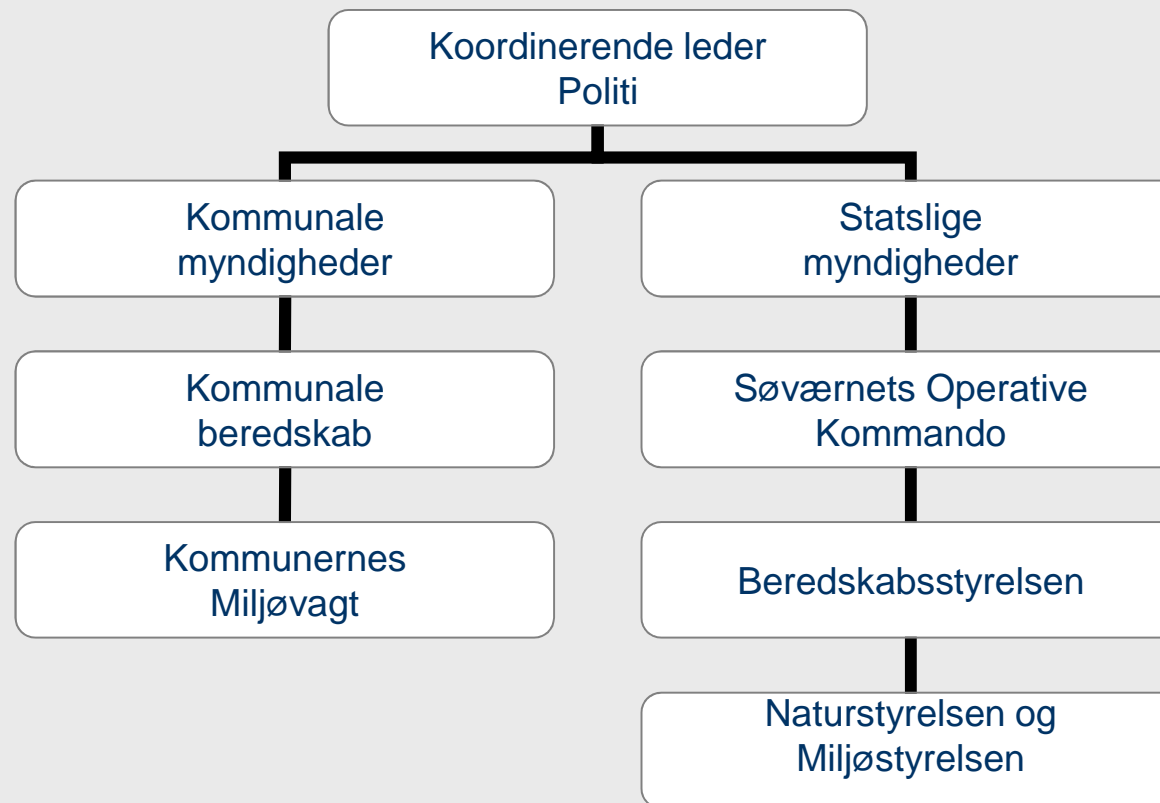 Koordinerende leder
Politi
Kommunale
myndigheder
Statslige
myndigheder
Kommunale
beredskab
Søværnets Operative
Kommando
Kommunernes
Miljøvagt
Beredskabsstyrelsen
Naturstyrelsen og
Miljøstyrelsen